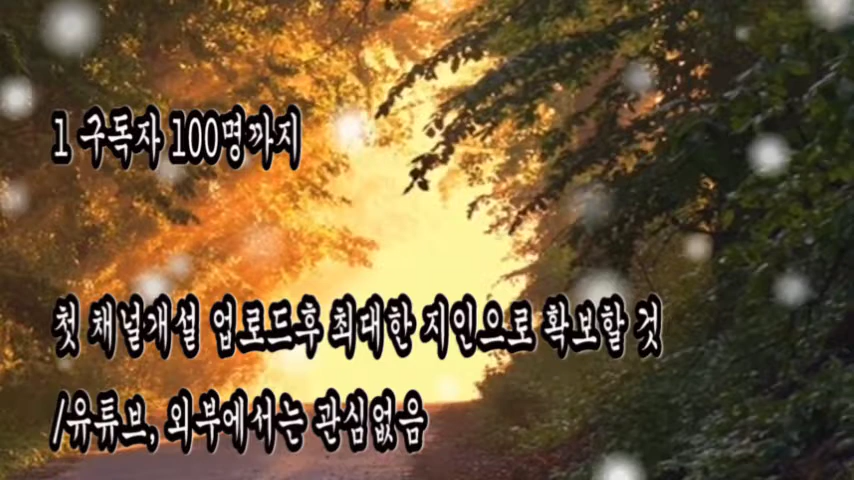 1 구독자 100명까지
첫 채널개설 업로드후 최대한 지인으로 확보할 것
/유튜브, 외부에서는 관심없음